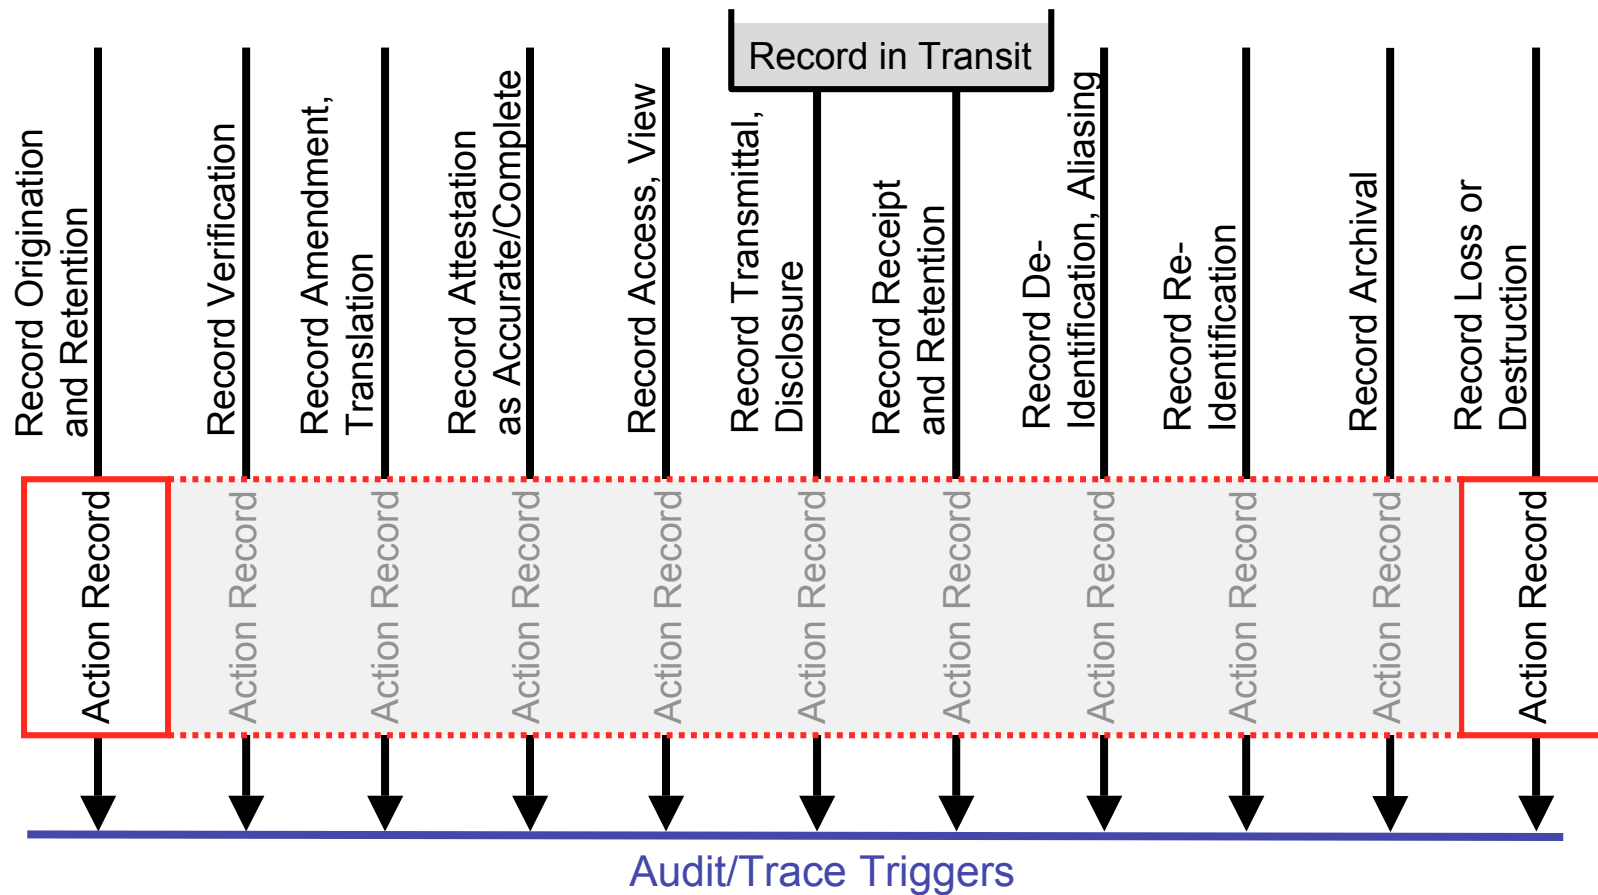 Record in Transit
Record Origination
and Retention
Record Verification
Record Amendment,
Translation
Record Attestation
as Accurate/Complete
Record Access, View
Record Transmittal,
Disclosure
Record Receipt
and Retention
Record De-
Identification, Aliasing
Record Re-
Identification
Record Archival
Record Loss or
Destruction
Action Record
Action Record
Action Record
Action Record
Action Record
Action Record
Action Record
Action Record
Action Record
Action Record
Action Record
Audit/Trace Triggers